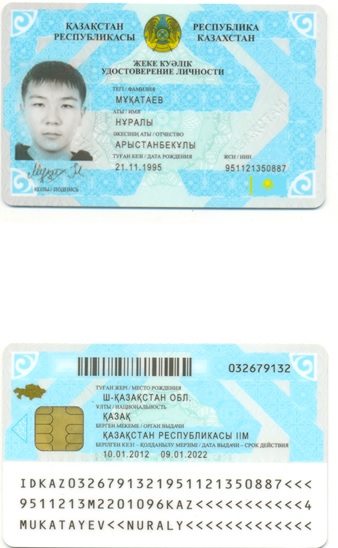 ҚАЗАҚСТАН РЕСПУБЛИКАСЫ
РЕСПУБЛИКА КАЗАХСТАН
ЖЕКЕ КУӘЛІК
УДОСТОВЕРЕНИЕ ЛИЧНОСТИ
ТЕГІ / ФАМИЛИЯ
МҰҚАТАЕВ
АТЫ / ИМЯ
НҰРАЛЫ
ӘКЕСІНІҢ АТЫ / ОТЧЕСТВО
АРЫСТАНБЕКҰЛЫ
ТУҒАН КҮНІ / ДАТА РОЖДЕНИЯ
ЖСН / ИИН
21.11.1995
951121350887
ҚОЛЫ / ПОДПИСЬ
032679132
ТУҒАН ЖЕРІ / МЕСТО РОЖДЕНИЯ
Ш-ҚАЗАҚСТАН ОБЛ.
ҰЛТЫ / НАЦИОНАЛЬНОСТЬ
ҚАЗАҚ
БЕРГЕН МЕКЕМЕ / ОРГАН ВЫДАЧИ
ҚАЗАҚСТАН РЕСПУБЛИКАСЫ ІІМ
БЕРІЛГЕН КҮНІ - ҚОЛДАНЫЛУ МЕРЗІМІ / ДАТА ВЫДАЧИ - СРОК ДЕЙСТВИЯ
10.01.2012 09.01.2022
IDKAZ0326791321951121350887<<<
9511213M2201096KAZ<<<<<<<<<<<4
MUKATAYEV<<NURALY<<<<<<<<<<<<<